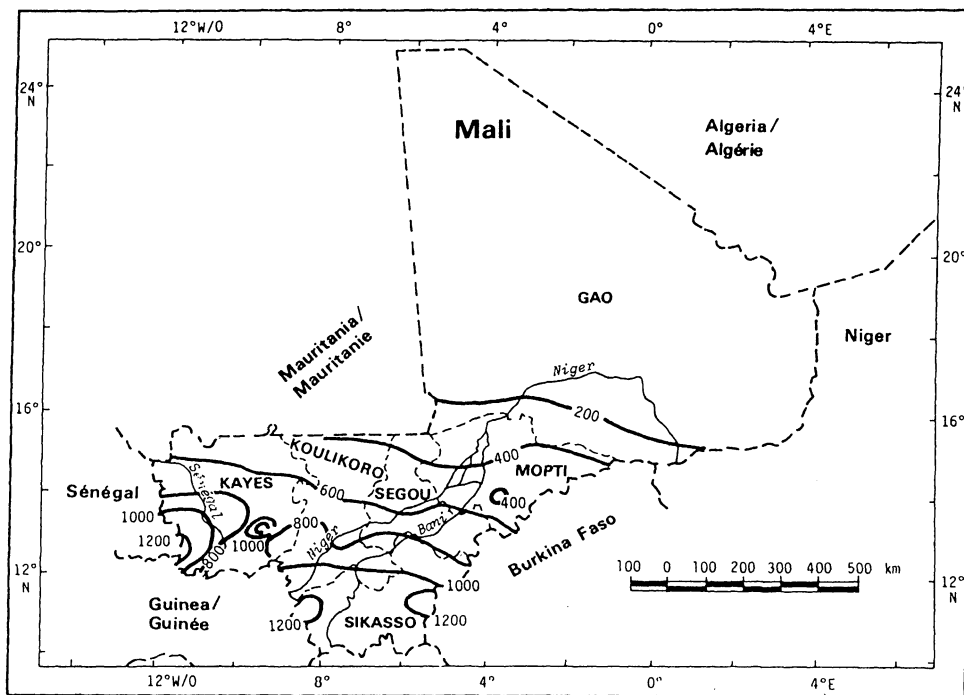 12°W/O 8° 4° 0° 4°E
24° N
24° N
20°
20°
16°
16°
12° N
12° N
Mali
Algeria/
Algérie
GAO
Niger
Mauritania/
Mauritanie
Niger
200
KOULIKORO
400
MOPTI
Sénégal
Sénégal
KAYES
600
SEGOU
400
1000
800
1000
Niger
Bani
Burkina Faso
1200
800
1000
100 0 100 200 300 400 500 km
Guinea/
Guinée
1200
SIKASSO
1200
12°W/O 8° 4° 0° 4°E